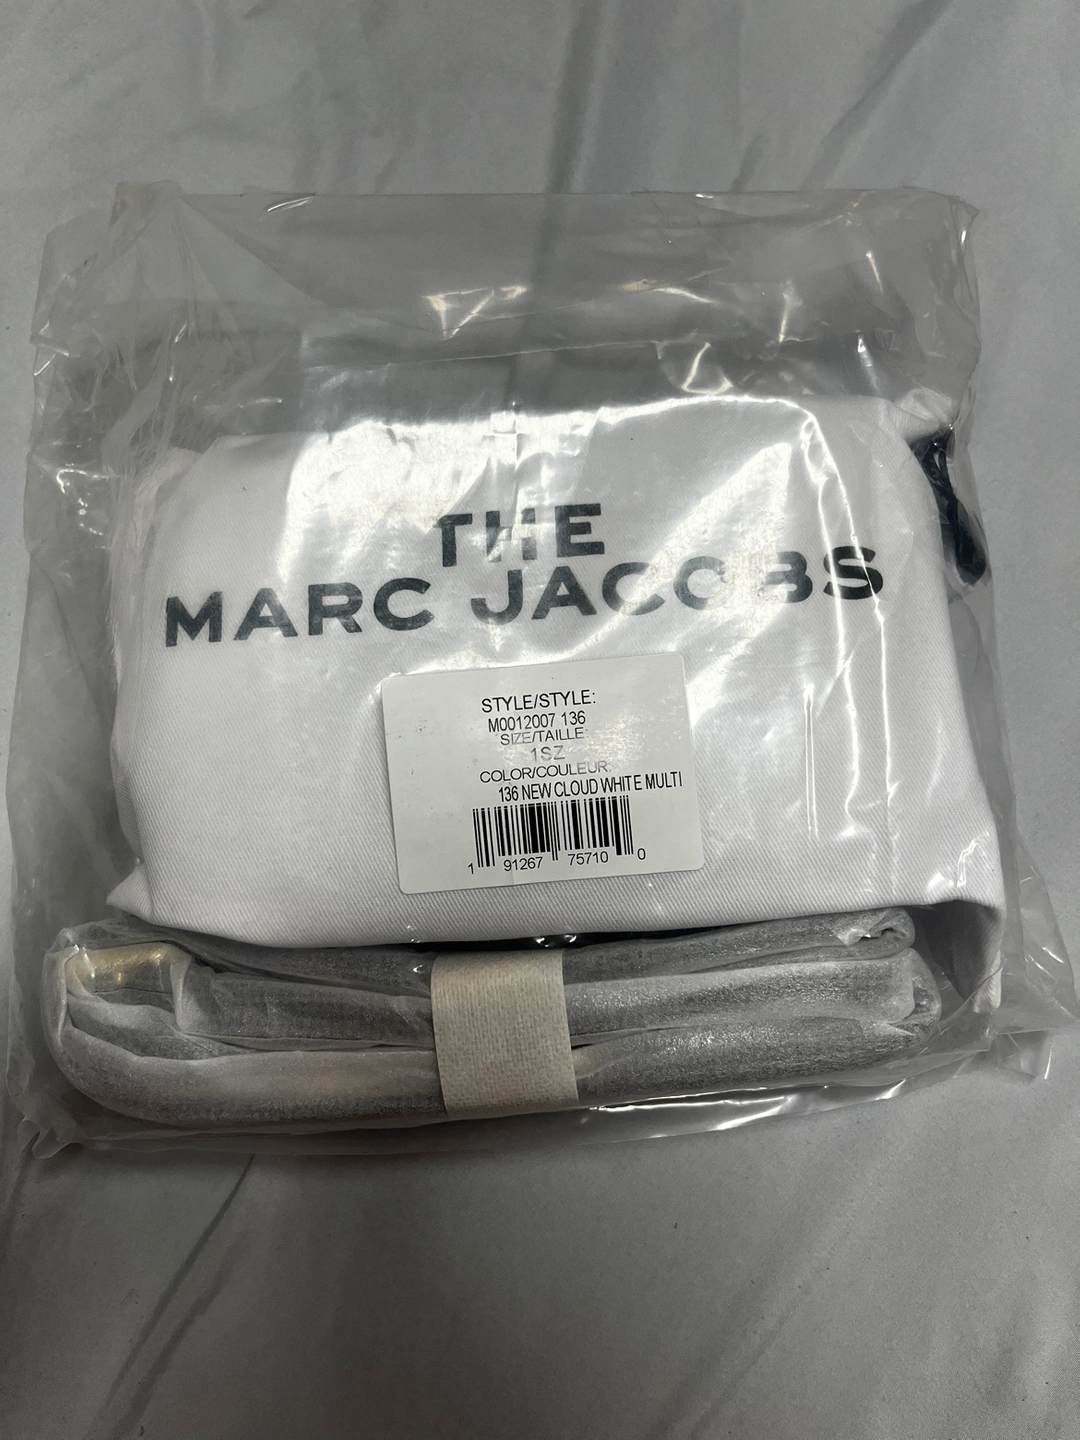 THE
MARC JACOBS
STYLE/STYLE:
M0012007 136
SIZE/TAILLE:
1SZ
COLOR/COULEUR:
136 NEW CLOUD WHITE MULTI
1 91267 75710 0